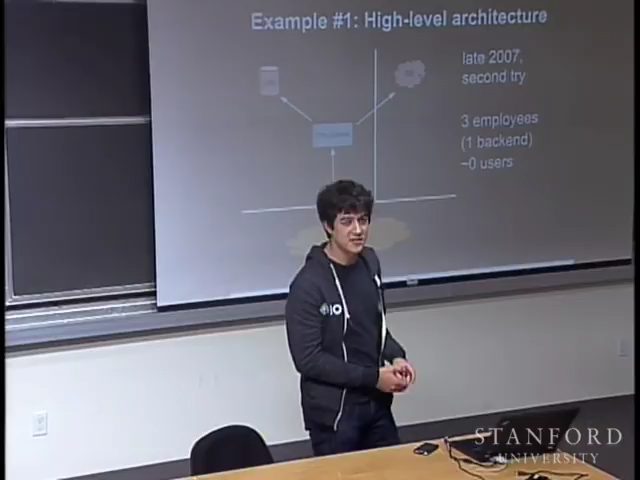 Example #1: High-level architecture
late 2007,
second try
3 employees
(1 backend)
~0 users
STANFORD
UNIVERSITY